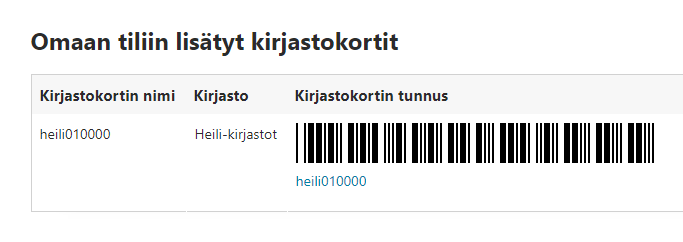 Omaan tiliin lisätyt kirjastokortit
Kirjastokortin nimi Kirjasto Kirjastokortin tunnus
heili010000 Heili-kirjastot
heili010000